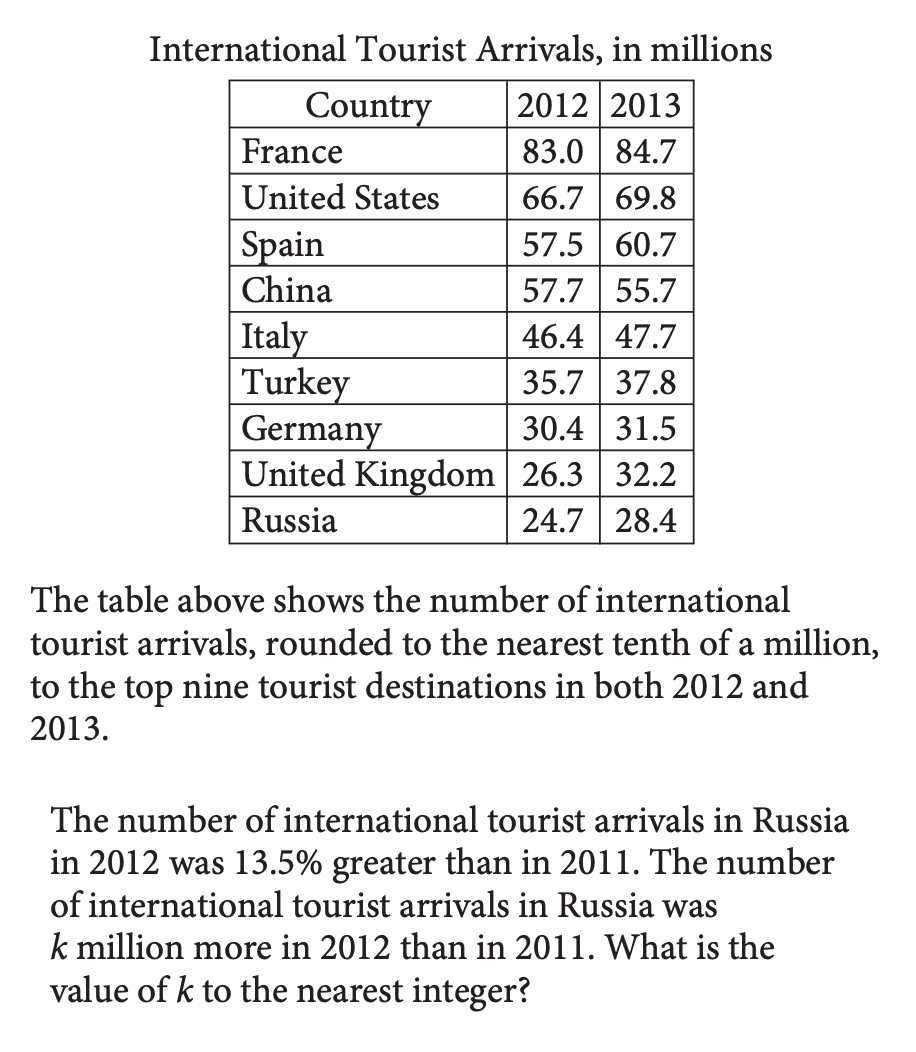 International Tourist Arrivals, in millions
Country 2012 2013
France 83.0 84.7
United States 66.7 69.8
Spain 57.5 60.7
China 57.7 55.7
Italy 46.4 47.7
Turkey 35.7 37.8
Germany 30.4 31.5
United Kingdom 26.3 32.2
Russia 24.7 28.4
The table above shows the number of international
tourist arrivals, rounded to the nearest tenth of a million,
to the top nine tourist destinations in both 2012 and
2013.
The number of international tourist arrivals in Russia
in 2012 was 13.5% greater than in 2011. The number
of international tourist arrivals in Russia was
k million more in 2012 than in 2011. What is the
value of k to the nearest integer?